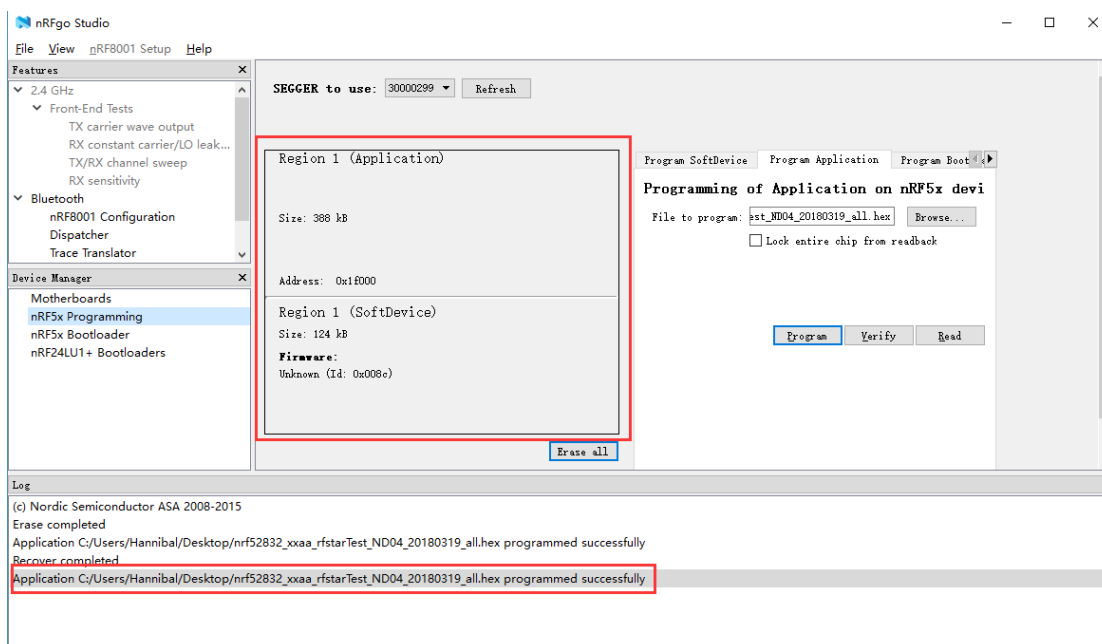 nRFgo Studio
File View nRF8001 Setup Help
Features
2.4 GHz
Front-End Tests
TX carrier wave output
RX constant carrier/LO leak...
TX/RX channel sweep
RX sensitivity
Bluetooth
nRF8001 Configuration
Dispatcher
Trace Translator
Device Manager
Motherboards
nRF5x Programming
nRF5x Bootloader
nRF24LU1+ Bootloaders
SEGGER to use: 30000299 Refresh
Region 1 (Application)
Size: 388 kB
Address: 0x1f000
Region 1 (SoftDevice)
Size: 124 kB
Firmware:
Unknown (Id: 0x008c)
Erase all
Program SoftDevice Program Application Program Boot
Programming of Application on nRF5x devi
File to program: est_ND04_20180319_all.hex Browse...
Lock entire chip from readback
Program Verify Read
Log
(c) Nordic Semiconductor ASA 2008-2015
Erase completed
Application C:/Users/Hannibal/Desktop/nrf52832_xxaa_rfstarTest_ND04_20180319_all.hex programmed successfully
Recover completed
Application C:/Users/Hannibal/Desktop/nrf52832_xxaa_rfstarTest_ND04_20180319_all.hex programmed successfully